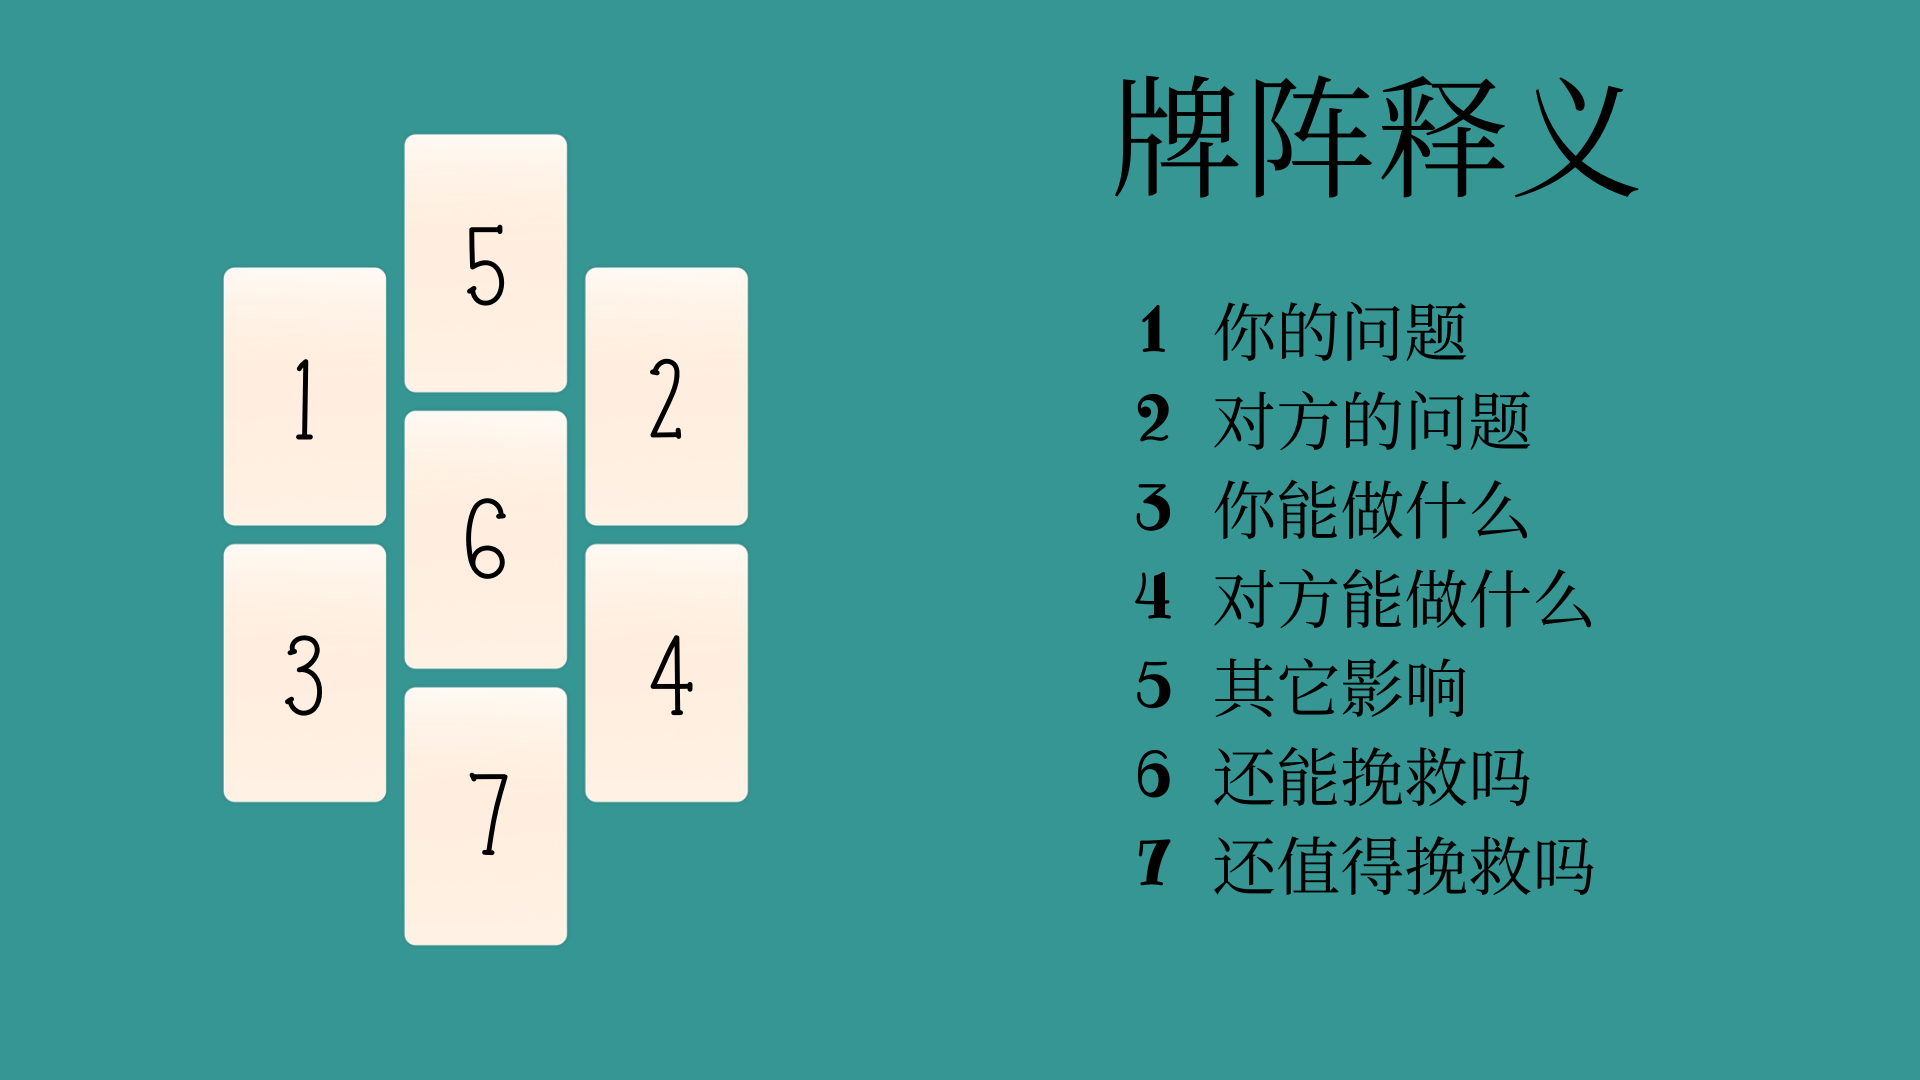 5
1
2
6
3
4
7
牌阵释义
1 你的问题
2 对方的问题
3 你能做什么
4 对方能做什么
5 其它影响
6 还能挽救吗
7 还值得挽救吗